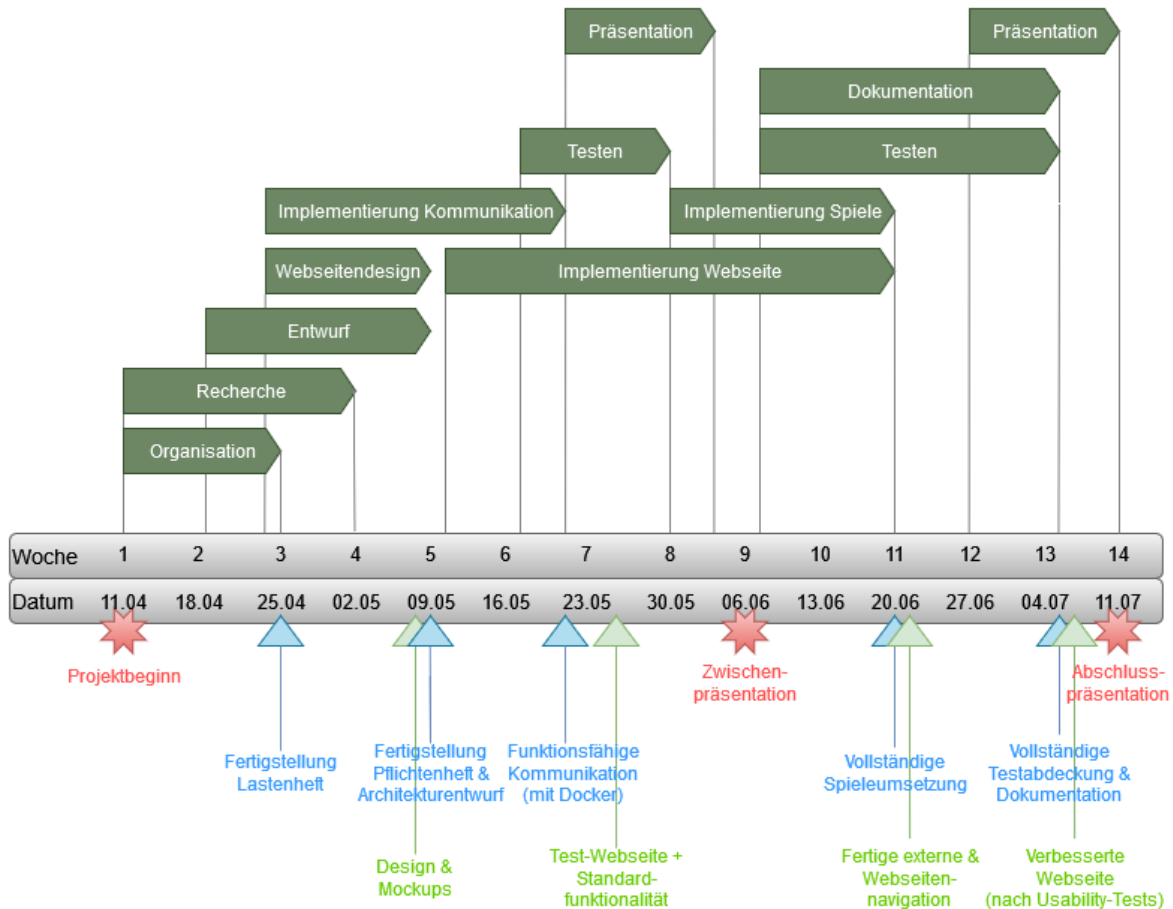 Präsentation
Präsentation
Dokumentation
Testen
Testen
Implementierung Kommunikation
Implementierung Spiele
Webseitendesign
Implementierung Webseite
Entwurf
Recherche
Organisation
Woche 1 2 3 4 5 6 7 8 9 10 11 12 13 14
Datum 11.04 18.04 25.04 02.05 09.05 16.05 23.05 30.05 06.06 13.06 20.06 27.06 04.07 11.07
Projektbeginn
Zwischen-
präsentation
Abschluss-
präsentation
Fertigstellung
Lastenheft
Fertigstellung
Pflichtenheft &
Architekturentwurf
Funktionsfähige
Kommunikation
(mit Docker)
Vollständige
Spieleumsetzung
Vollständige
Testabdeckung &
Dokumentation
Design &
Mockups
Test-Webseite +
Standard-
funktionalität
Fertige externe &
Webseiten-
navigation
Verbesserte
Webseite
(nach Usability-Tests)